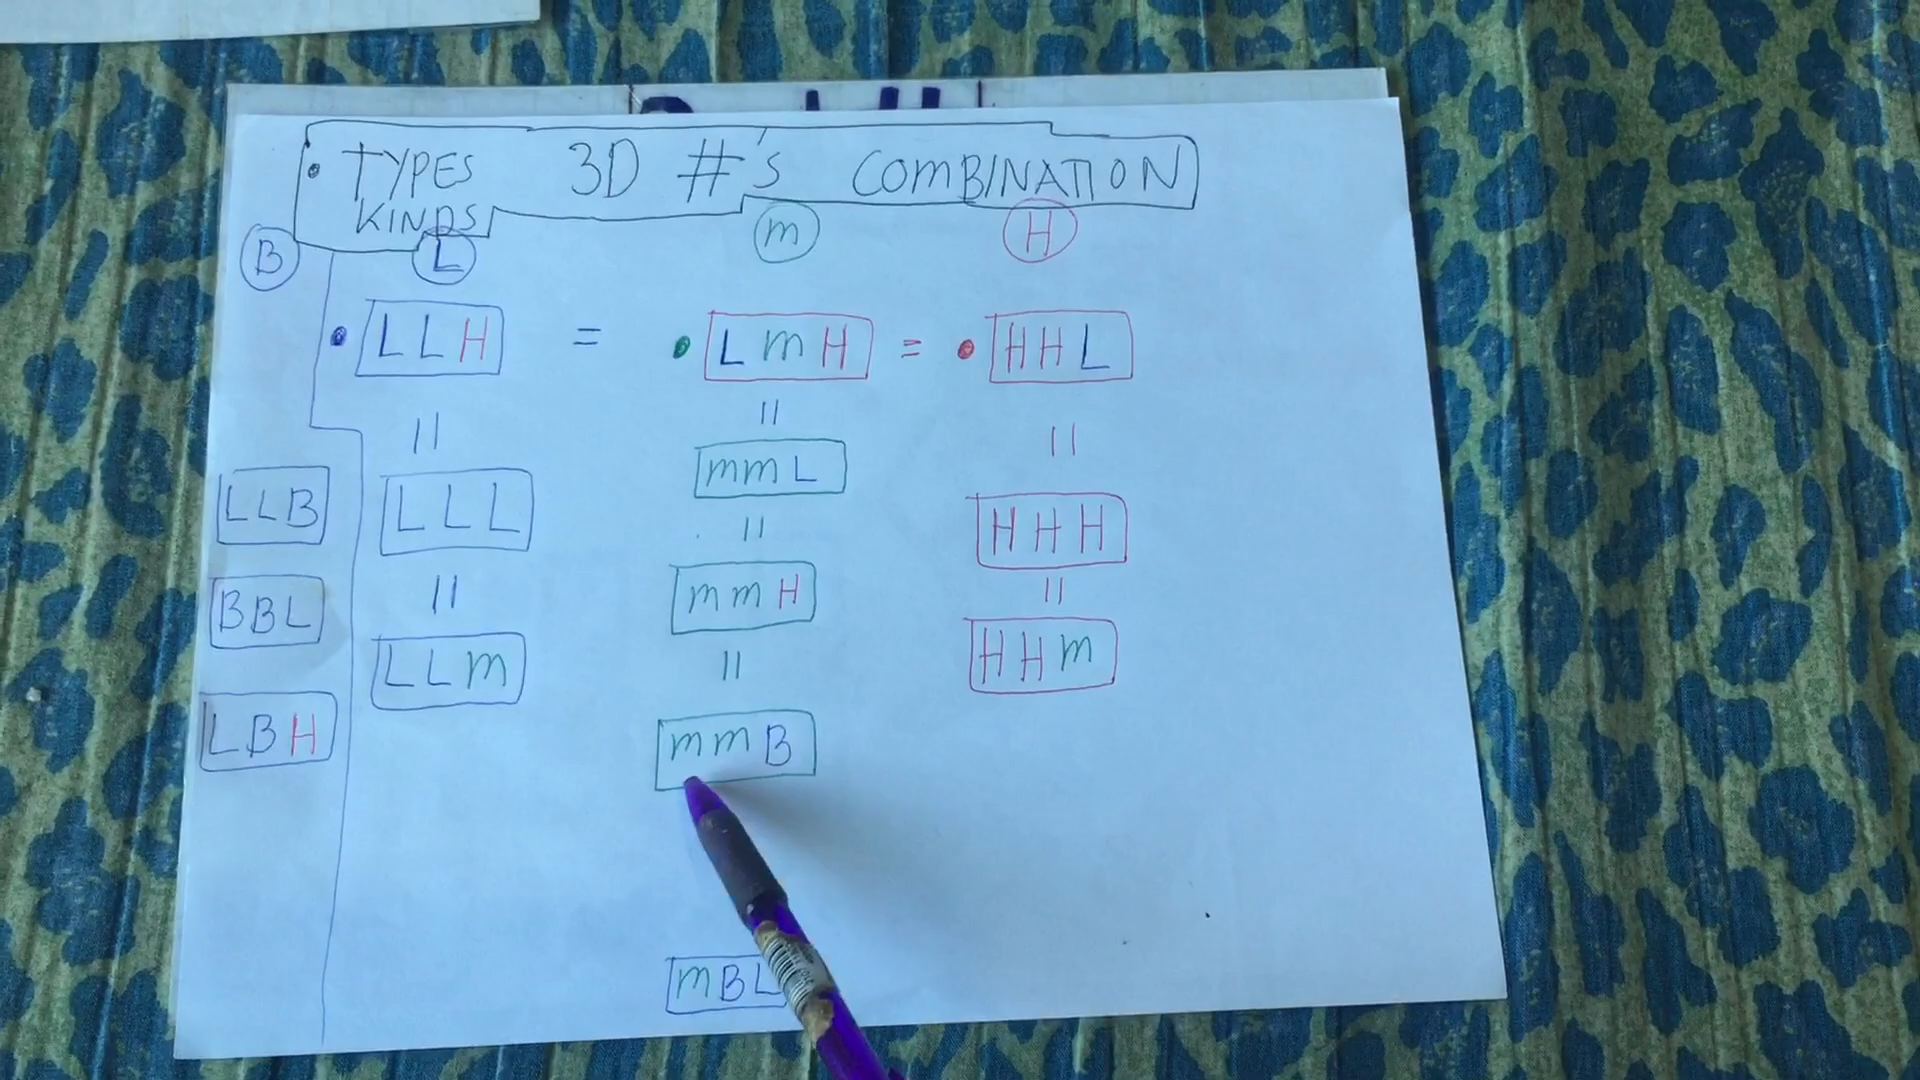 TYPES 3D #'S COMBINATION
KINDS
B L m H
LLH = LmH = HHL
=
mmL
LLB LLL = HHH
BBL = mmH =
LLm = HHm
LBH mmB
mBL